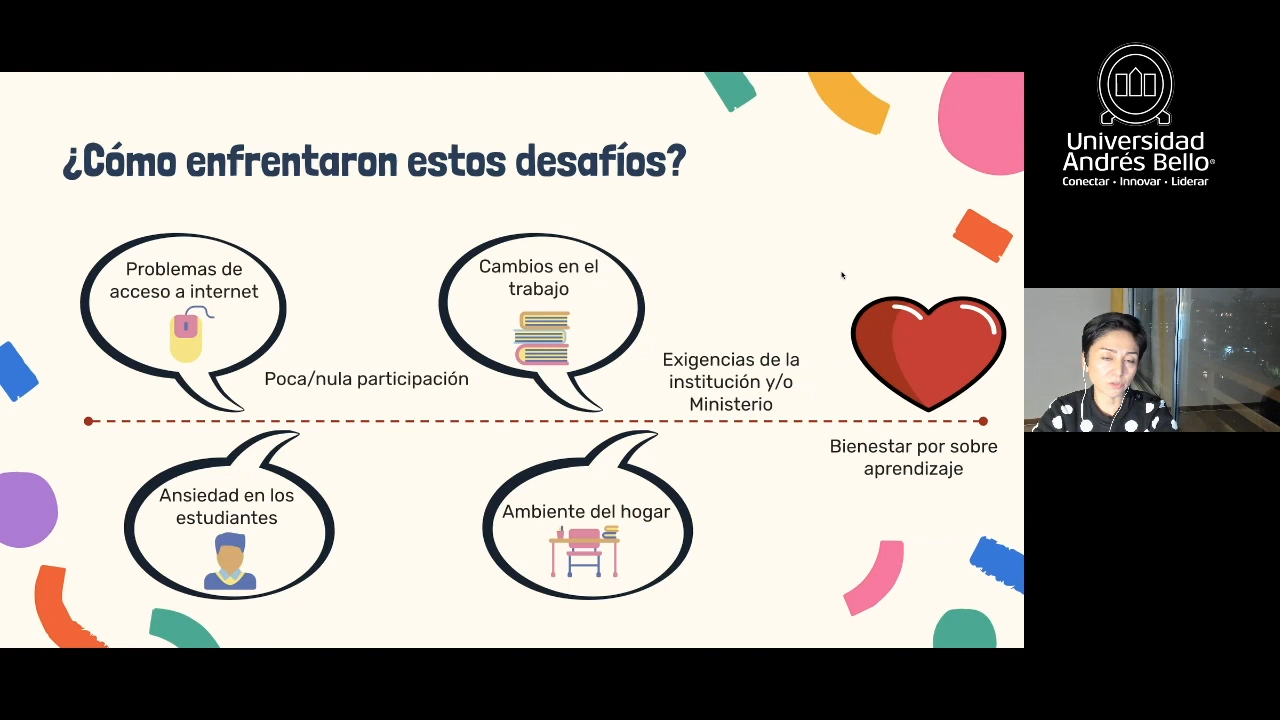 ¿Cómo enfrentaron estos desafíos?
Problemas de
acceso a internet
Poca/nula participación
Cambios en el
trabajo
Exigencias de la
institución y/o
Ministerio
Ansiedad en los
estudiantes
Ambiente del hogar
Bienestar por sobre
aprendizaje
Universidad
Andrés Bello®
Conectar • Innovar • Liderar